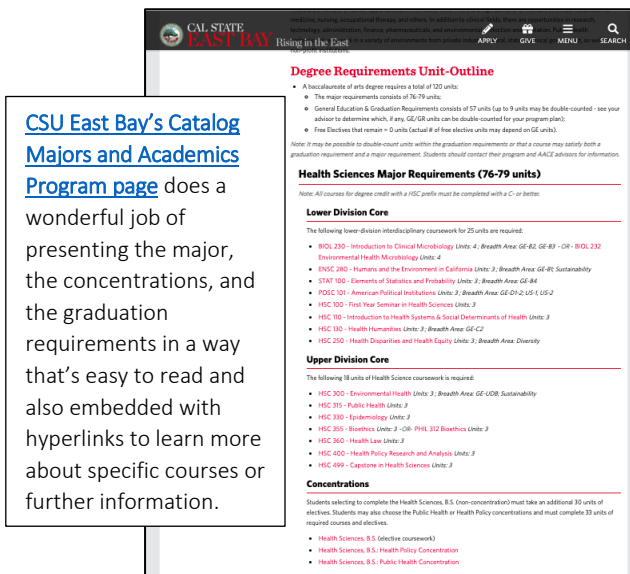 CSU East Bay's Catalog
Majors and Academics
Program page does a
wonderful job of
presenting the major,
the concentrations, and
the graduation
requirements in a way
that's easy to read and
also embedded with
hyperlinks to learn more
about specific courses or
further information.
CAL STATE
EAST BAY Rising in the East
APPLY GIVE MENU SEARCH
Degree Requirements Unit-Outline
A baccalaureate of arts degree requires a total of 120 units:
The major requirements consists of 76-79 units;
General Education & Graduation Requirements consists of 57 units (up to 9 units may be double-counted - see your
advisor to determine which, if any, GE/GR units can be double-counted for your program plan);
Free Electives that remain = 0 units (actual # of free elective units may depend on GE units).
Note: It may be possible to double-count units within the graduation requirements or that a course may satisfy both a
graduation requirement and a major requirement. Students should contact their program and AACE advisors for information.
Health Sciences Major Requirements (76-79 units)
Note: All courses for degree credit with a HSC prefix must be completed with a C- or better.
Lower Division Core
The following lower-division interdisciplinary coursework for 25 units are required:
BIOL 230 - Introduction to Clinical Microbiology Units: 4 ; Breadth Area: GE-B2, GE-B3 - OR - BIOL 232
Environmental Health Microbiology Units: 4
ENSC 280 - Humans and the Environment in California Units: 3 ; Breadth Area: GE-B1; Sustainability
STAT 101 - Elements of Statistics and Probability Units: 3 ; Breadth Area: GE-B4
POSC 101 - American Political Institutions Units: 3 ; Breadth Area: GE-D1-2; US-1, US-2
HSC 100 - First Year Seminar in Health Sciences Units: 3
HSC 110 - Introduction to Health Systems & Social Determinants of Health Units: 3
HSC 130 - Health Humanities Units: 3 ; Breadth Area: GE-C2
HSC 250 - Health Disparities and Health Equity Units: 3 ; Breadth Area: Diversity
Upper Division Core
The following 18 units of Health Science coursework is required:
HSC 300 - Environmental Health Units: 3 ; Breadth Area: GE-UDB; Sustainability
HSC 315 - Public Health Units: 3
HSC 330 - Epidemiology Units: 3
HSC 355 - Bioethics Units: 3 -OR- PHIL 312 Bioethics Units: 3
HSC 360 - Health Law Units: 3
HSC 400 - Health Policy Research and Analysis Units: 3
HSC 499 - Capstone in Health Sciences Units: 3
Concentrations
Students selecting to complete the Health Sciences, B.S. (non-concentration) must take an additional 30 units of
electives. Students may also choose the Public Health or Health Policy concentrations and must complete 33 units of
required courses and electives.
Health Sciences, B.S. (elective coursework)
Health Sciences, B.S.: Health Policy Concentration
Health Sciences, B.S.: Public Health Concentration